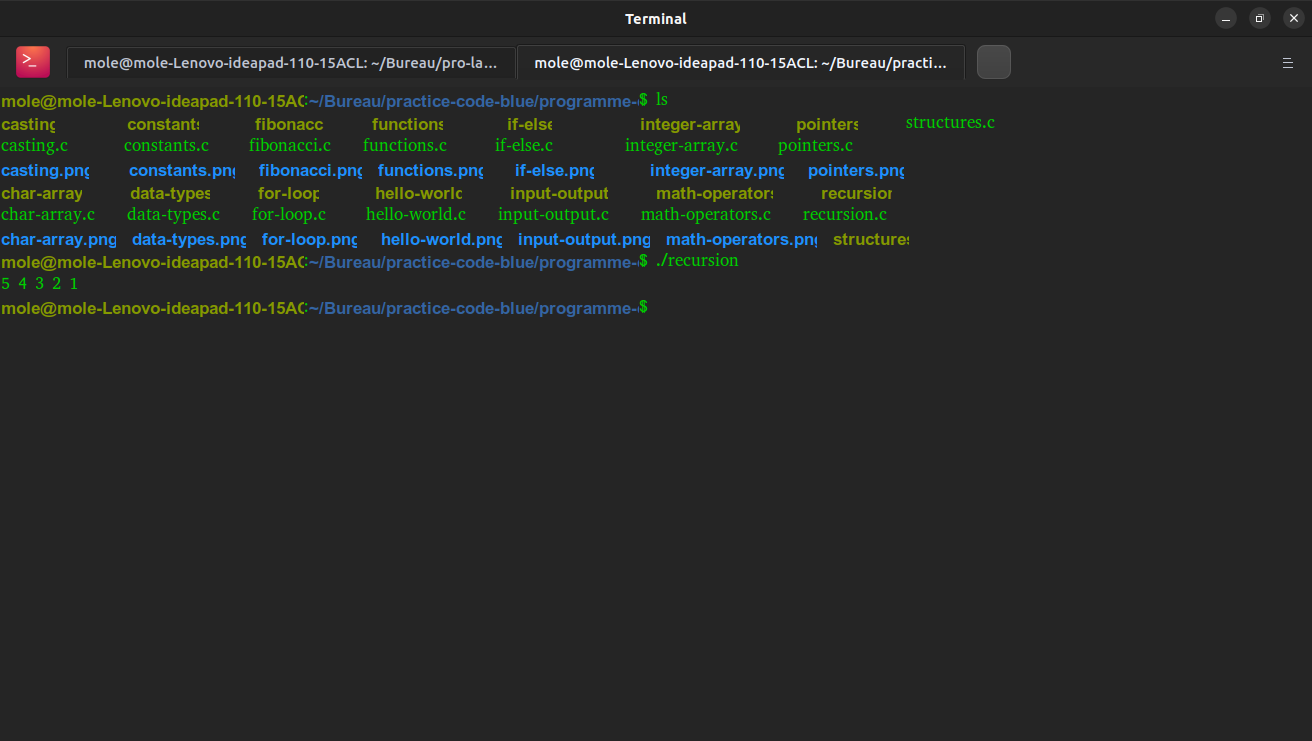 Terminal
>_ mole@mole-Lenovo-ideapad-110-15ACL: ~/Bureau/pro-la... mole@mole-Lenovo-ideapad-110-15ACL: ~/Bureau/practi...
mole@mole-Lenovo-ideapad-110-15AC:~/Bureau/practice-code-blue/programme-$ ls
casting constants fibonacc functions if-else integer-array pointers structures.c
casting.c constants.c fibonacci.c functions.c if-else.c integer-array.c pointers.c
casting.png constants.png fibonacci.png functions.png if-else.png integer-array.png pointers.png
char-array data-types for-loop hello-world input-output math-operators recursion
char-array.c data-types.c for-loop.c hello-world.c input-output.c math-operators.c recursion.c
char-array.png data-types.png for-loop.png hello-world.png input-output.png math-operators.png structures
mole@mole-Lenovo-ideapad-110-15AC:~/Bureau/practice-code-blue/programme-$ ./recursion
5 4 3 2 1
mole@mole-Lenovo-ideapad-110-15AC:~/Bureau/practice-code-blue/programme-$